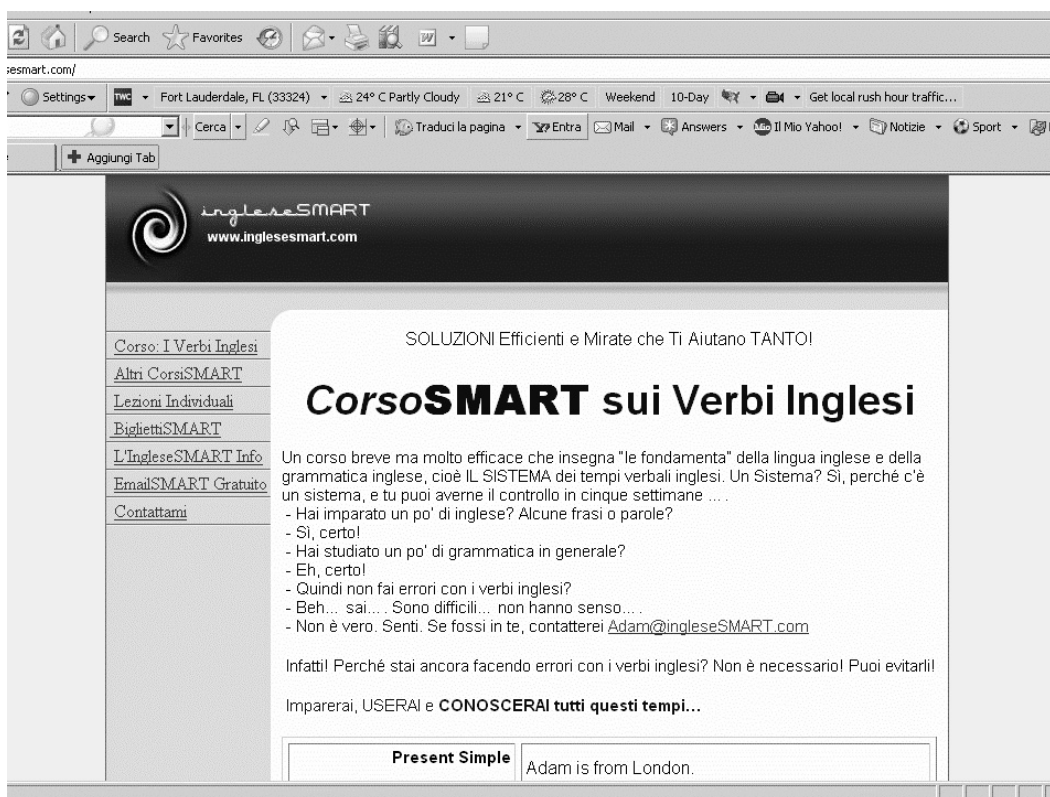 Search Favorites
sesmart.com/
Settings TWC Fort Lauderdale, FL (33324) 24° C Partly Cloudy 21° C 28° C Weekend 10-Day Get local rush hour traffic...
Cerca Traduci la pagina Y? Entra Mail Answers Mio Il Mio Yahoo! Notizie Sport
Aggiungi Tab
ingleseSMART
www.inglesesmart.com
Corso: I Verbi Inglesi
Altri CorsiSMART
Lezioni Individuali
BigliettiSMART
L'IngleseSMART Info
EmailSMART Gratuito
Contattami
SOLUZIONI Efficienti e Mirate che Ti Aiutano TANTO!
CorsoSMART sui Verbi Inglesi
Un corso breve ma molto efficace che insegna "le fondamenta" della lingua inglese e della
grammatica inglese, cioè IL SISTEMA dei tempi verbali inglesi. Un Sistema? Sì, perché c'è
un sistema, e tu puoi averne il controllo in cinque settimane ... .
- Hai imparato un po' di inglese? Alcune frasi o parole?
- Sì, certo!
- Hai studiato un po' di grammatica in generale?
- Eh, certo!
- Quindi non fai errori con i verbi inglesi?
- Beh... sai... . Sono difficili... non hanno senso... .
- Non è vero. Senti. Se fossi in te, contatterei Adam@ingleseSMART.com
Infatti! Perché stai ancora facendo errori con i verbi inglesi? Non è necessario! Puoi evitarli!
Imparerai, USERAI e CONOSCERAI tutti questi tempi...
Present Simple Adam is from London.